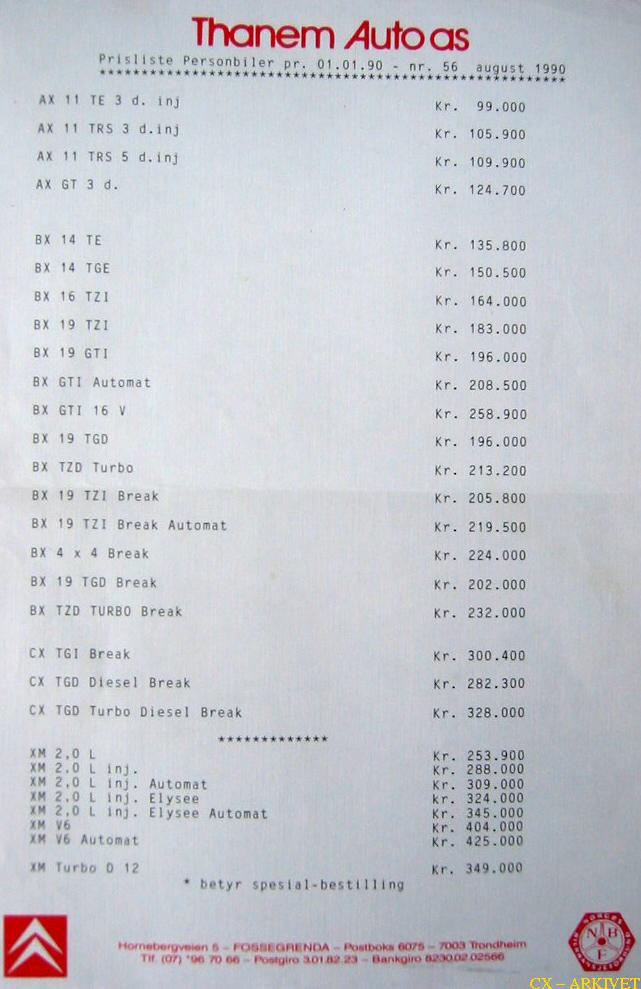 Thanem Auto as
Prisliste Personbiler pr. 01.01.90 - nr. 56 august 1990
*******************************************************
AX 11 TE 3 d. inj Kr. 99.000
AX 11 TRS 3 d.inj Kr. 105.900
AX 11 TRS 5 d.inj Kr. 109.900
AX GT 3 d. Kr. 124.700
BX 14 TE Kr. 135.800
BX 14 TGE Kr. 150.500
BX 16 TZI Kr. 164.000
BX 19 TZI Kr. 183.000
BX 19 GTI Kr. 196.000
BX GTI Automat Kr. 208.500
BX GTI 16 V Kr. 258.900
BX 19 TGD Kr. 196.000
BX TZD Turbo Kr. 213.200
BX 19 TZI Break Kr. 205.800
BX 19 TZI Break Automat Kr. 219.500
BX 4 x 4 Break Kr. 224.000
BX 19 TGD Break Kr. 202.000
BX TZD TURBO Break Kr. 232.000
CX TGI Break Kr. 300.400
CX TGD Diesel Break Kr. 282.300
CX TGD Turbo Diesel Break Kr. 328.000
*************
XM 2,0 L Kr. 253.900
XM 2,0 L inj. Kr. 288.000
XM 2,0 L inj. Automat Kr. 309.000
XM 2,0 L inj. Elysee kr. 324.000
XM 2,0 L inj. Elysee Automat Kr. 345.000
XM V6 Kr. 404.000
XM V6 Automat Kr. 425.000
XM Turbo D 12 Kr. 349.000
* betyr spesial-bestilling
Hornebergveien 5 – FOSSEGRENDA – Postboks 6075 – 7003 Trondheim
Tlf. (07) *96 70 66 – Postgiro 3.01.82.23 – Bankgiro 8230.02.02566
NORGES
N B
F
CX – ARKIVET